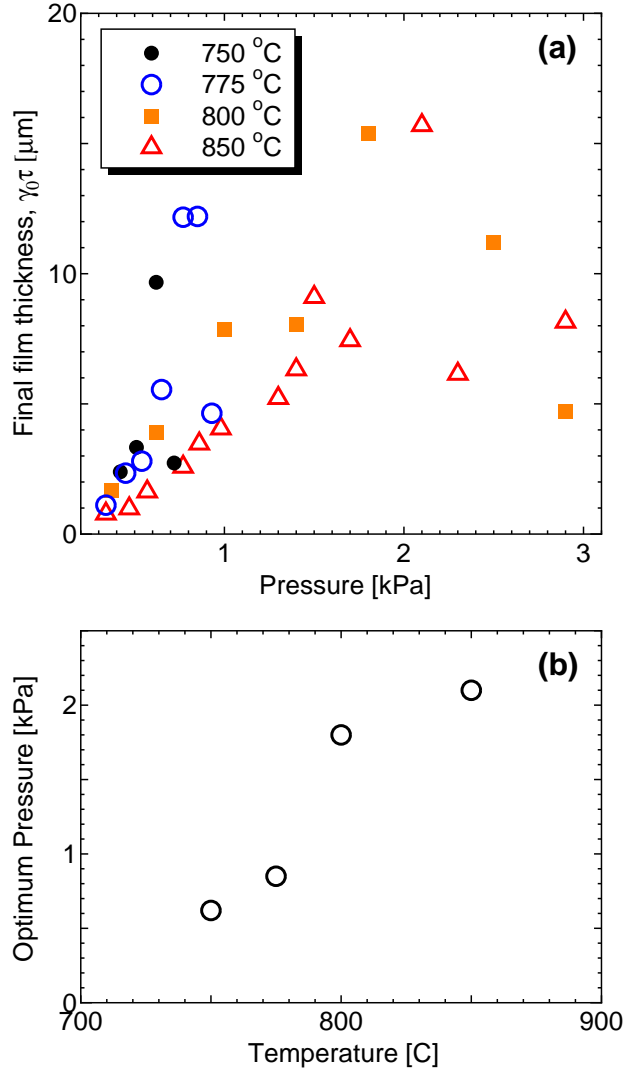 20
(a)
750 °C
775 °C
800 °C
850 °C
10
0
Final film thickness, γ₀τ [μm]
1
2
3
Pressure [kPa]
(b)
2
1
0
Optimum Pressure [kPa]
700
800
900
Temperature [C]